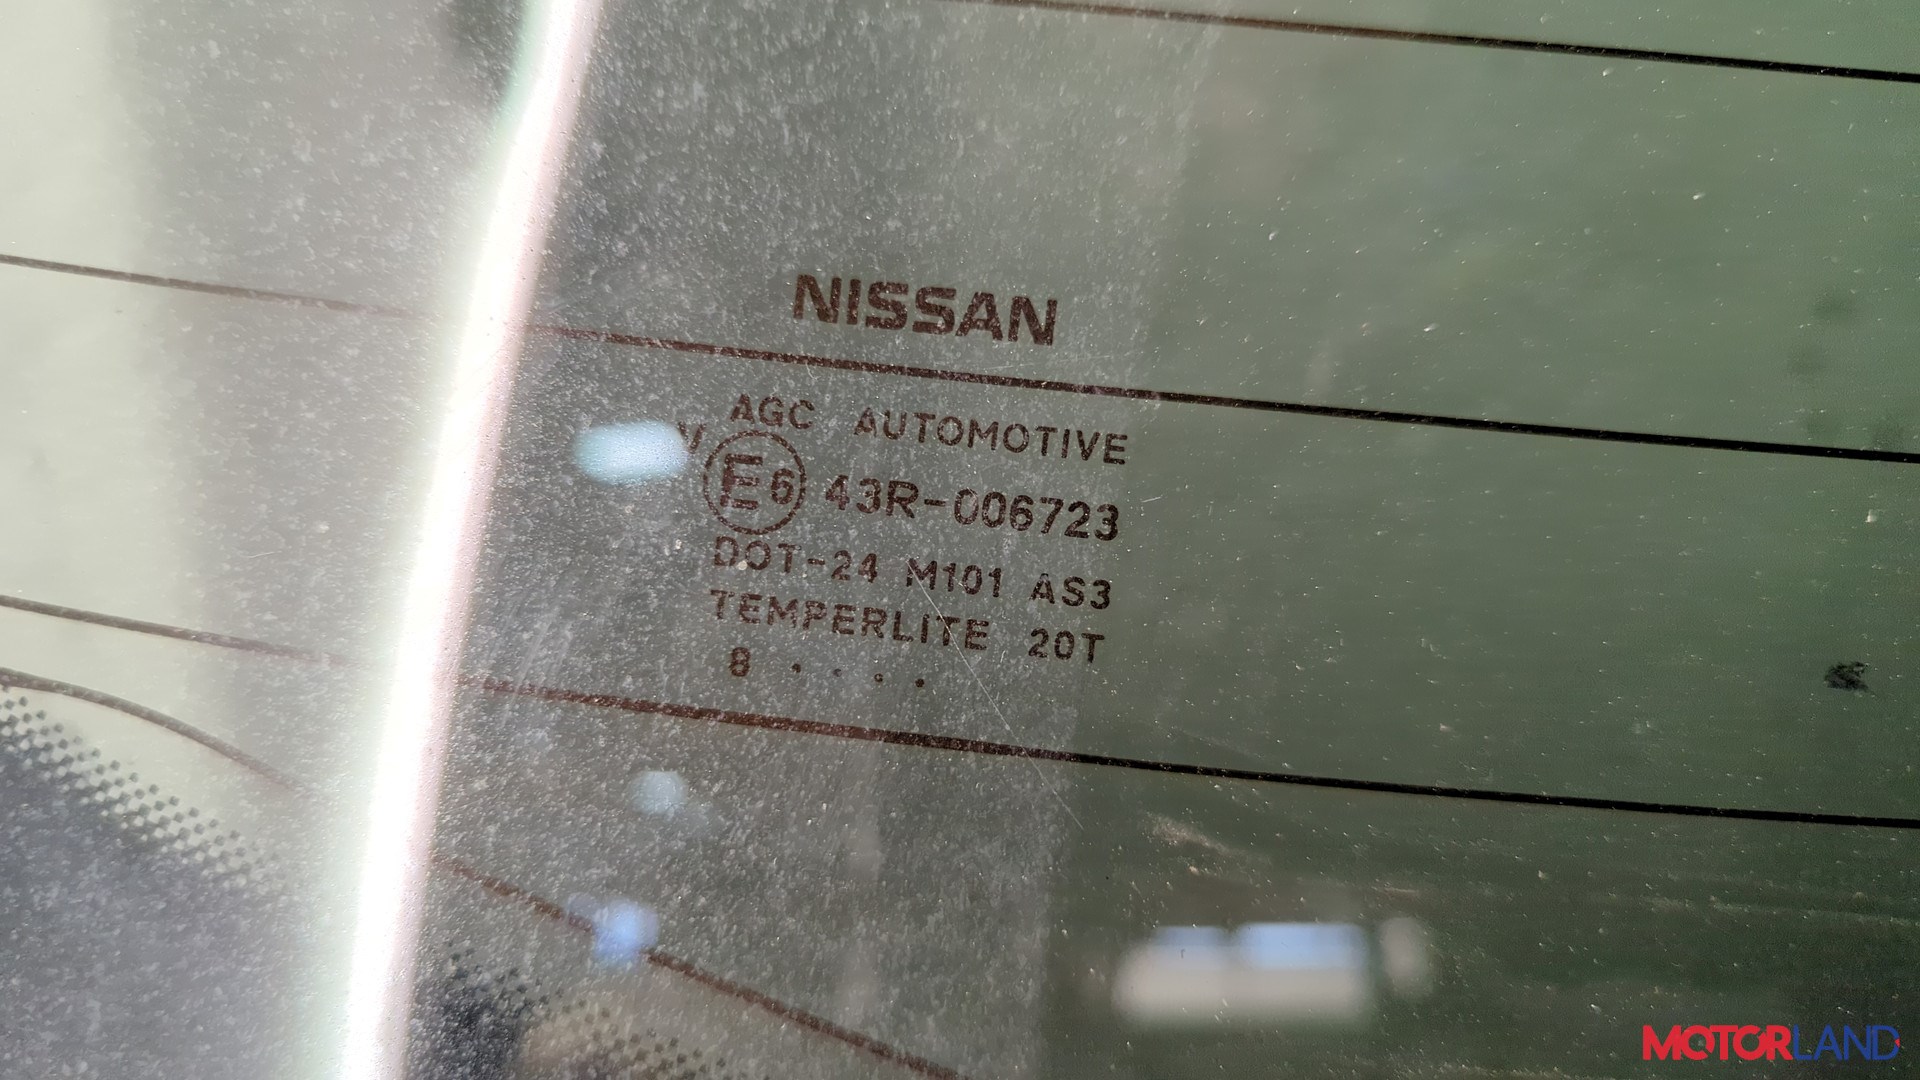 NISSAN
AGC AUTOMOTIVE
V
E6 43R-006723
DOT-24 M101 AS3
TEMPERLITE 20T
8 . . . .
MOTORLAND